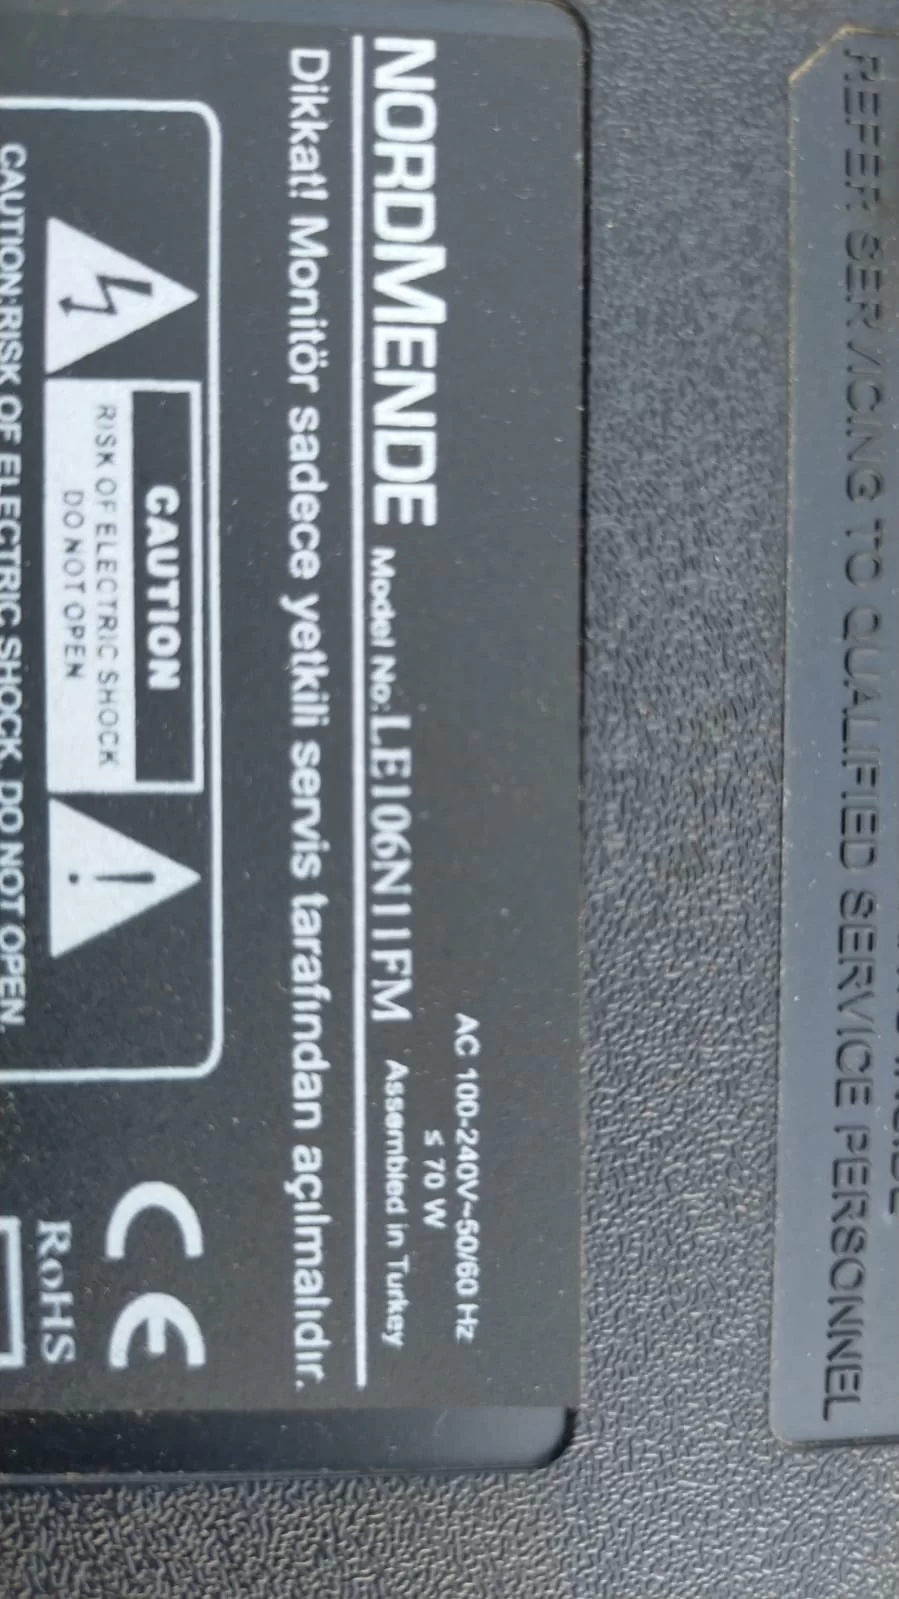 REFER SERVICING TO QUALIFIED SERVICE PERSONNEL
AC 100-240V~50/60 Hz
≤ 70 W
NORDMENDE Model No:LE106N11FM Assembled in Turkey
Dikkat! Monitör sadece yetkili servis tarafından açılmalıdır.
CAUTION
RISK OF ELECTRIC SHOCK
DO NOT OPEN
CAUTION:RISK OF ELECTRIC SHOCK, DO NOT OPEN.
CE
RoHS